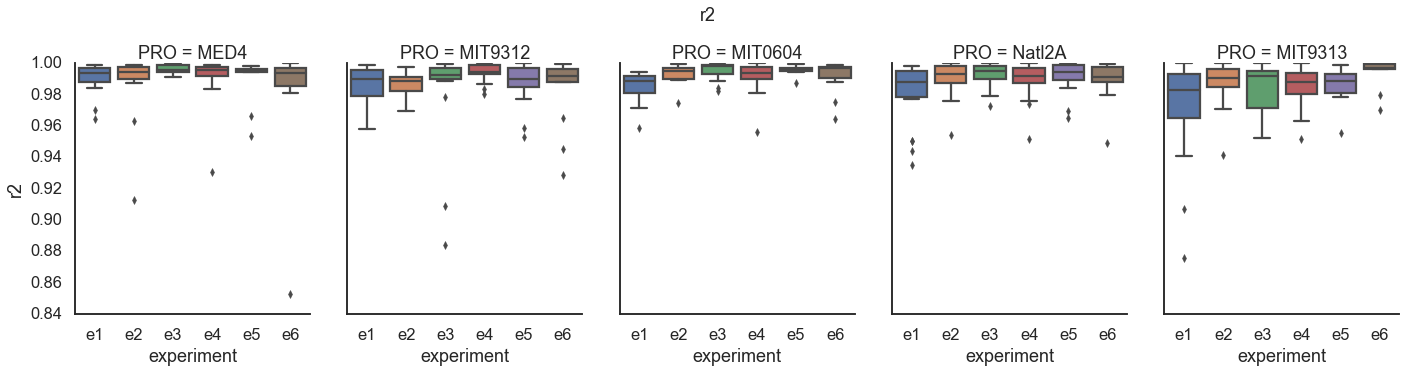 r2
PRO = MED4 PRO = MIT9312 PRO = MIT0604 PRO = Natl2A PRO = MIT9313
1.00
0.98
0.96
0.94
0.92
0.90
0.88
0.86
0.84
r2
e1 e2 e3 e4 e5 e6 e1 e2 e3 e4 e5 e6 e1 e2 e3 e4 e5 e6 e1 e2 e3 e4 e5 e6 e1 e2 e3 e4 e5 e6
experiment experiment experiment experiment experiment